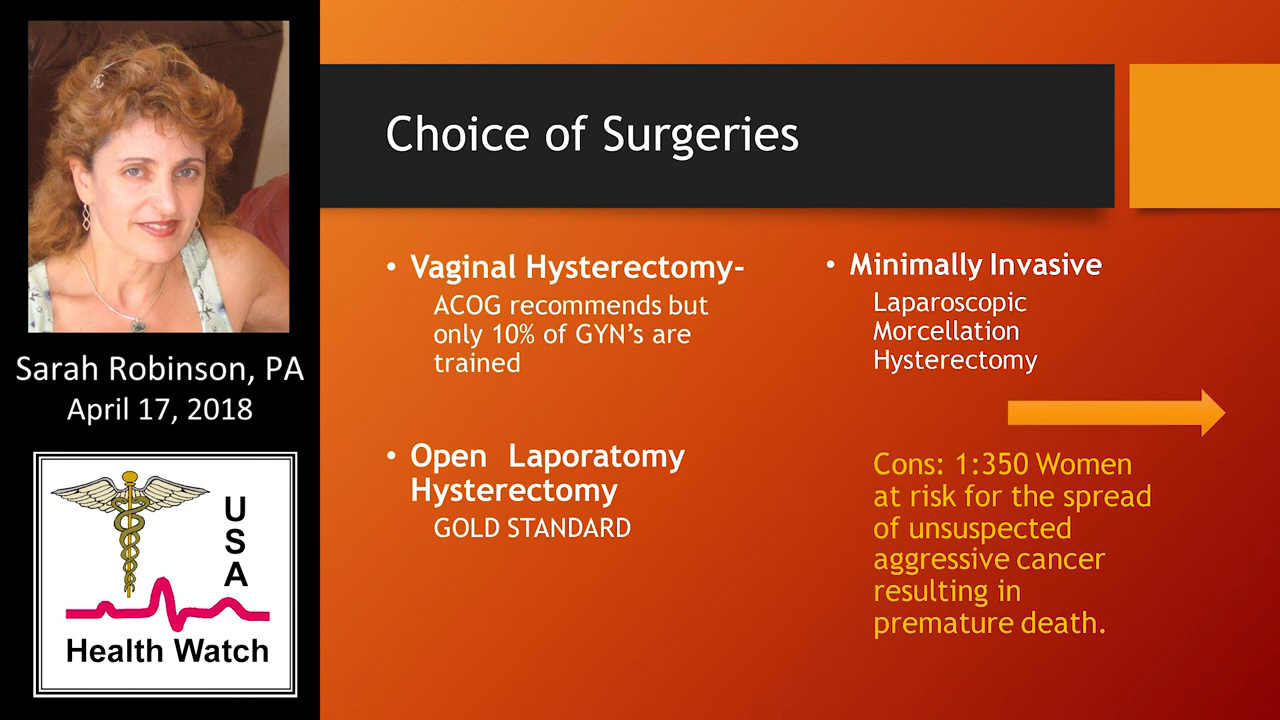 Sarah Robinson, PA
April 17, 2018
USA
Health Watch
Choice of Surgeries
• Vaginal Hysterectomy-
ACOG recommends but
only 10% of GYN’s are
trained
• Open Laporatomy
Hysterectomy
GOLD STANDARD
• Minimally Invasive
Laparoscopic
Morcellation
Hysterectomy
Cons: 1:350 Women
at risk for the spread
of unsuspected
aggressive cancer
resulting in
premature death.